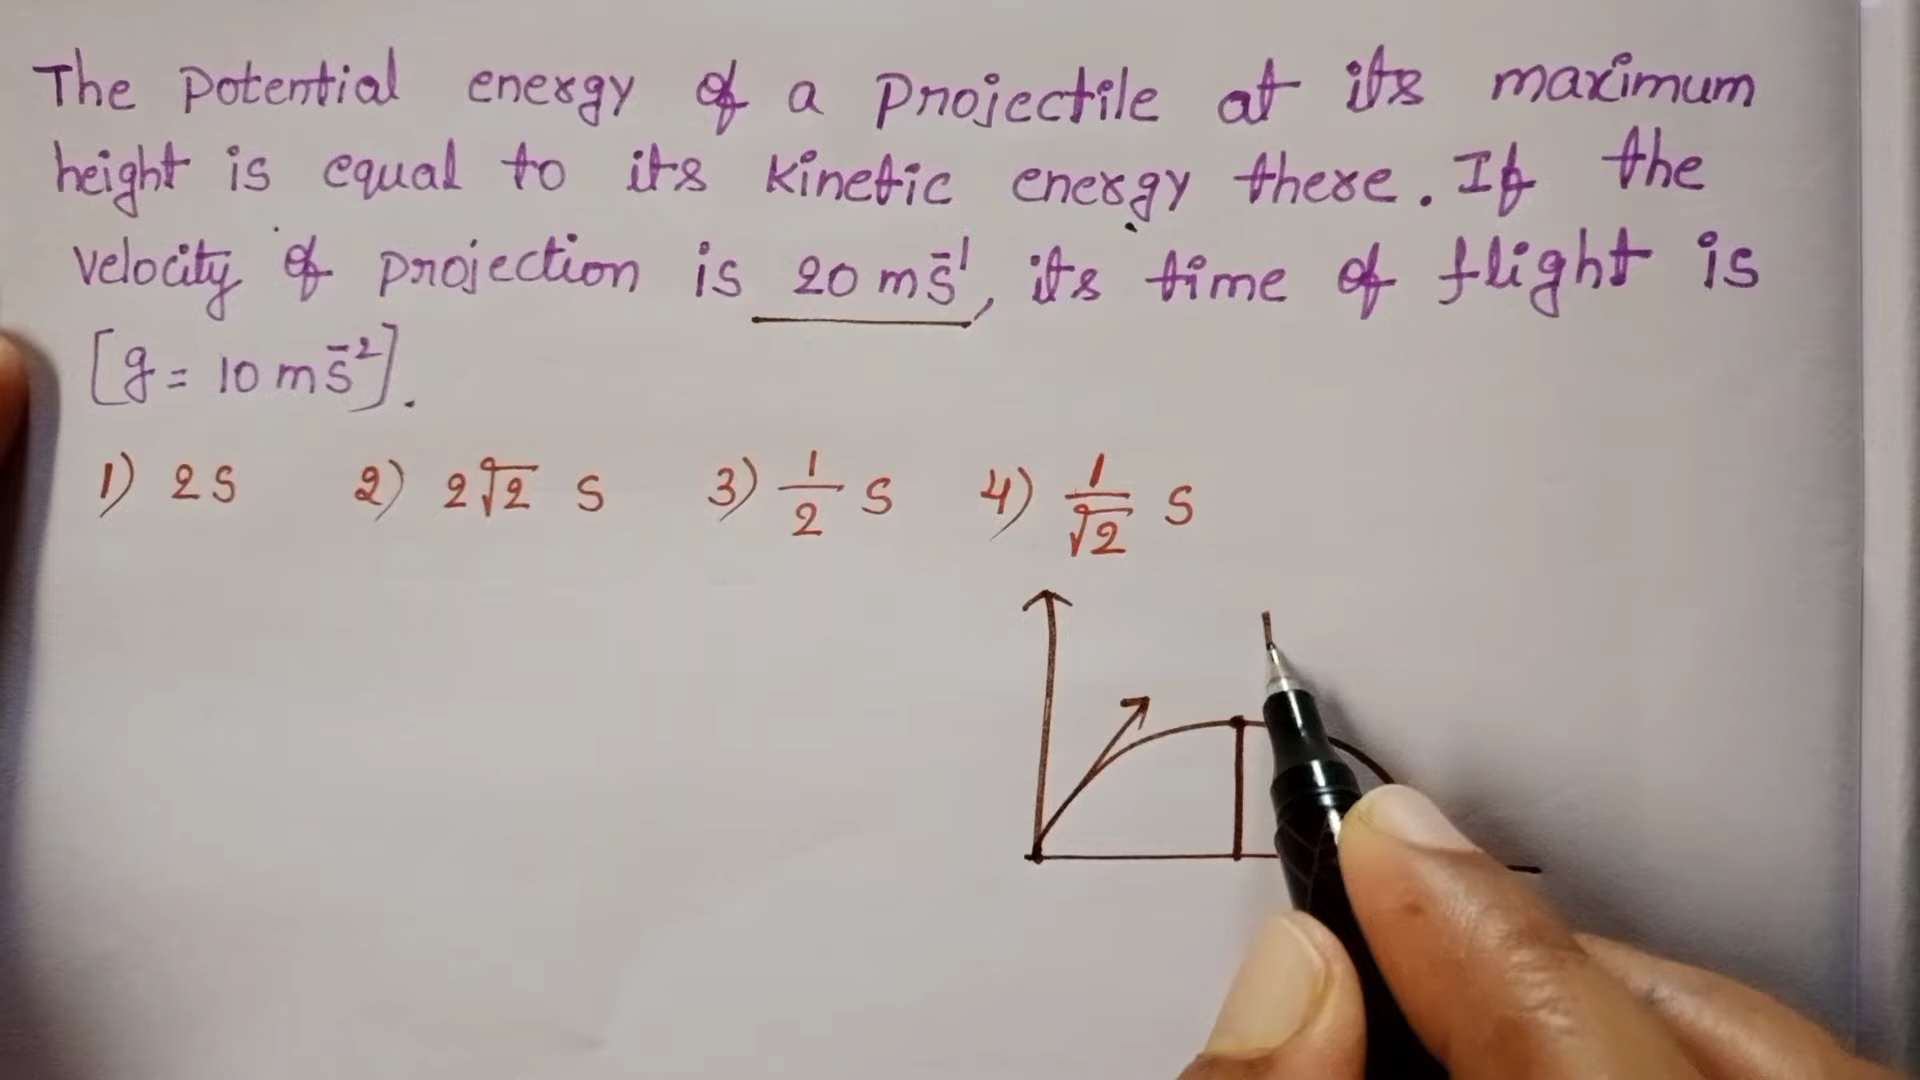 The potential energy of a projectile at its maximum
height is equal to its kinetic energy there. If the
velocity of projection is 20 ms⁻¹, its time of flight is
[g = 10 ms⁻²].
1) 2 s 2) 2√2 s 3) 1/2 s 4) 1/√2 s